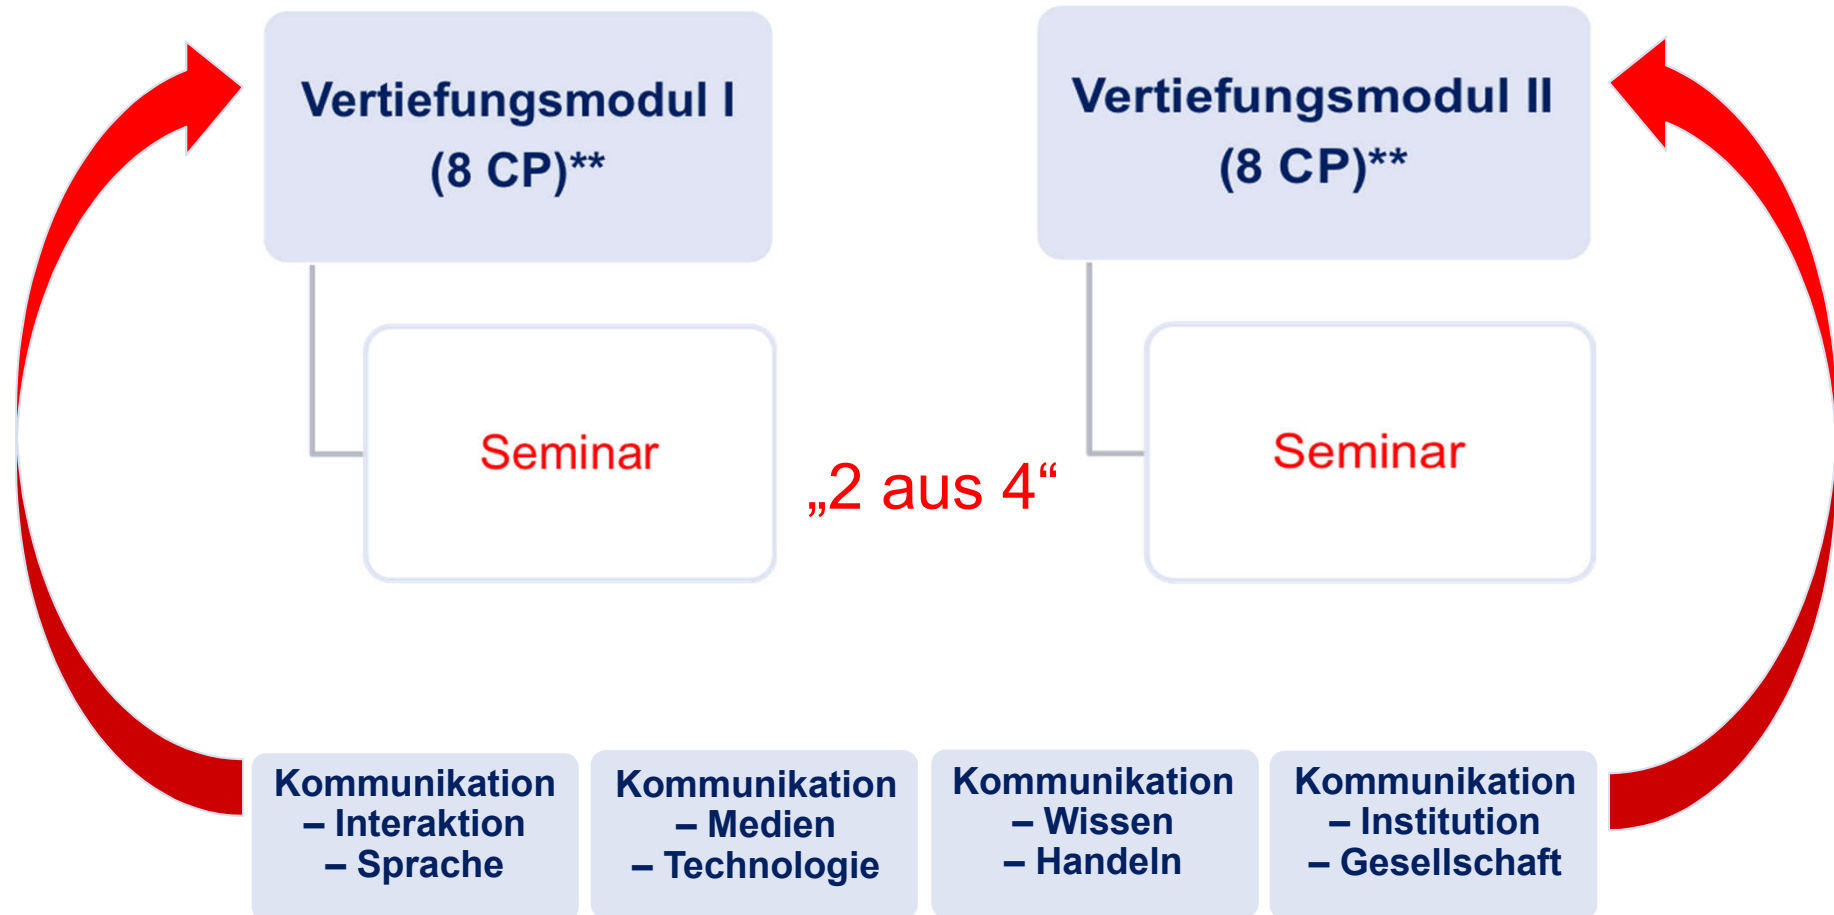 Vertiefungsmodul I
(8 CP)**
Vertiefungsmodul II
(8 CP)**
Seminar
„2 aus 4“
Seminar
Kommunikation
– Interaktion
– Sprache
Kommunikation
– Medien
– Technologie
Kommunikation
– Wissen
– Handeln
Kommunikation
– Institution
– Gesellschaft